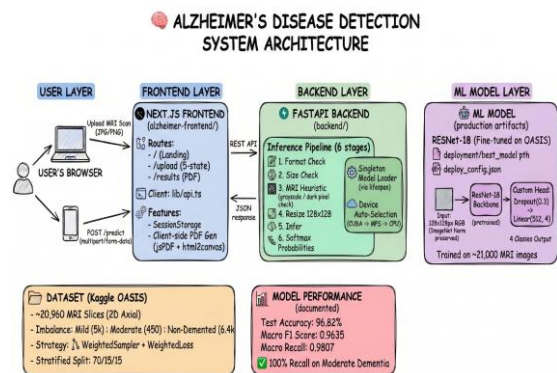 ALZHEIMER'S DISEASE DETECTION
SYSTEM ARCHITECTURE
USER LAYER
Upload MRI Scan
(JPG/PNG)
USER'S BROWSER
POST /predict
(multipart/form-data)
FRONTEND LAYER
NEXT.JS FRONTEND
(alzheimer-frontend/)
Routes:
- / (Landing)
- /upload (5-state)
- /results (PDF)
Client: lib/api.ts
Features:
- SessionStorage
- Client-side PDF Gen
(jsPDF + html2canvas)
REST API
JSON
response
BACKEND LAYER
FASTAPI BACKEND
(backend/)
Inference Pipeline (6 stages)
1. Format Check
2. Size Check
3. MRI Heuristic
(grayscale / dark pixel
check)
4. Resize 128x128
5. Infer
6. Softmax
Probabilities
Singleton
Model Loader
(via lifespan)
Device
Auto-Selection
(CUBA -> MPS -> CPU)
ML MODEL LAYER
ML MODEL
(production artifacts)
RESNet-18 (Fine-tuned on OASIS)
deployment/best_model pth
deploy_config.json
Input:
128x128px RGB
(ImageNet Norm
preserved)
ResNet-18
Backbone
(pretrained)
Custom Head:
Dropout(0.3)
->
Linear(512, 4)
4 Classes Output
Trained on ~21,000 MRI images
DATASET (Kaggle OASIS)
- ~20,960 MRI Slices (2D Axial)
- Imbalance: Mild (5k) : Moderate (450) : Non-Demented (6.4k
- Strategy: WeightedSampler + WeightedLoss
- Stratified Split: 70/15/15
MODEL PERFORMANCE
(documented)
Test Accuracy: 96.82%
Macro F1 Score: 0.9635
Macro Recall: 0.9807
100% Recall on Moderate Dementia